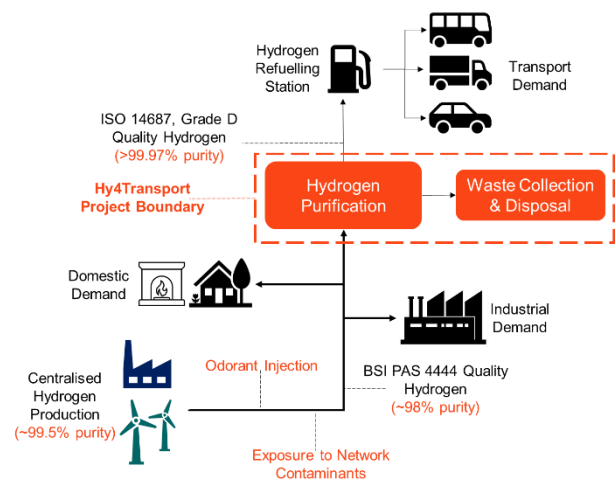 Hydrogen
Refuelling
Station
Transport
Demand
ISO 14687, Grade D
Quality Hydrogen
(>99.97% purity)
Hy4Transport
Project Boundary
Hydrogen
Purification
Waste Collection
& Disposal
Domestic
Demand
Industrial
Demand
Odorant Injection
BSI PAS 4444 Quality
Hydrogen
(~98% purity)
Centralised
Hydrogen
Production
(~99.5% purity)
Exposure to Network
Contaminants